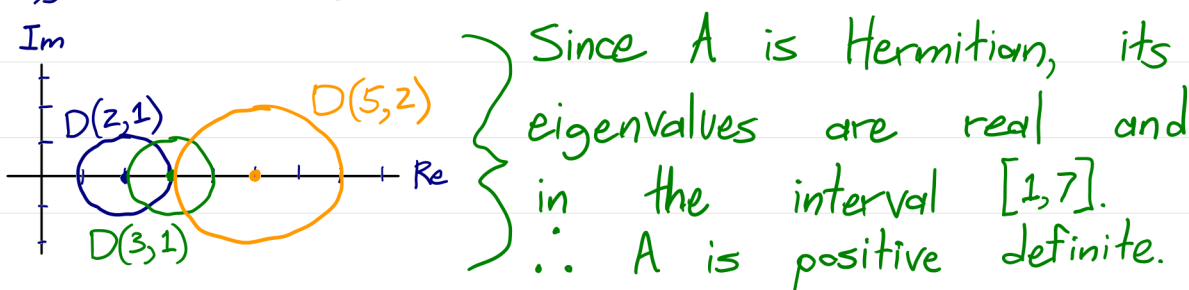 Im
D(2,1)
D(5,2)
Re
D(3,1)
Since A is Hermitian, its
eigenvalues are real and
in the interval [1,7].
∴ A is positive definite.